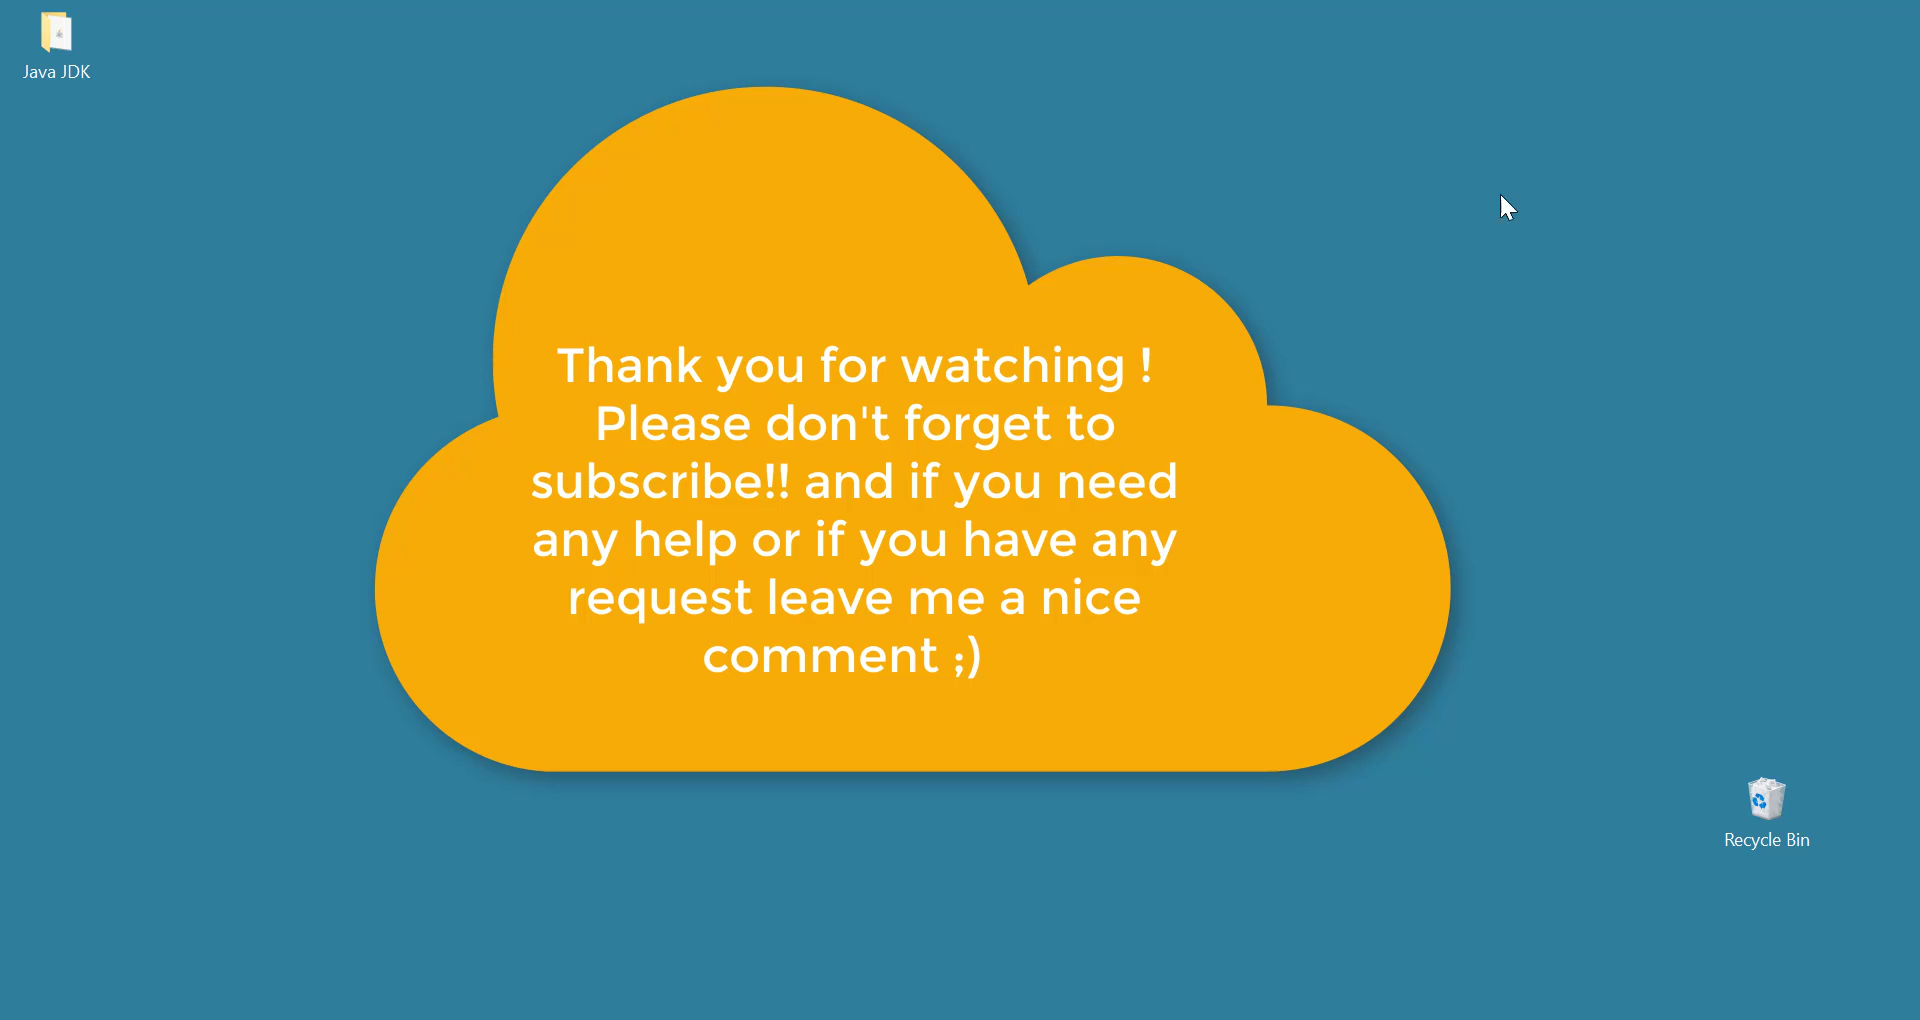 Java JDK
Thank you for watching !
Please don't forget to
subscribe!! and if you need
any help or if you have any
request leave me a nice
comment ;)
Recycle Bin